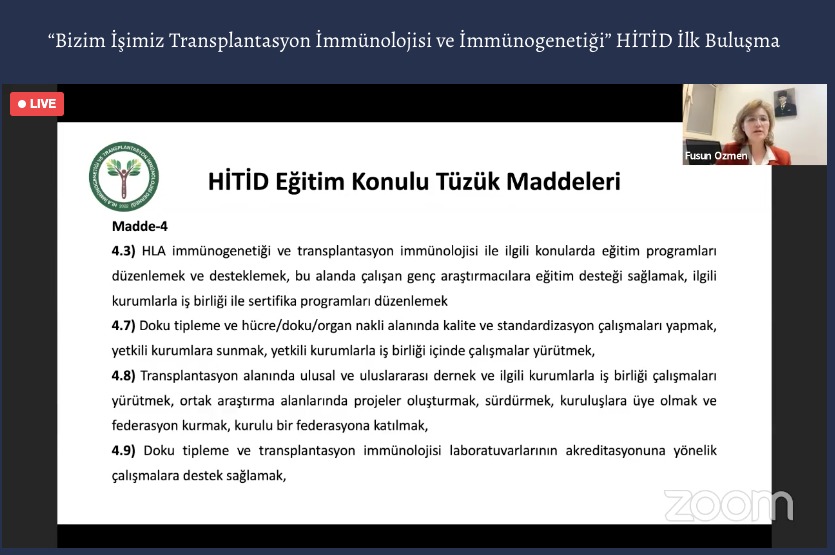 “Bizim İşimiz Transplantasyon İmmünolojisi ve İmmünogenetiği” HİTİD İlk Buluşma
LIVE
Fusun Ozmen
HİTİD Eğitim Konulu Tüzük Maddeleri
Madde-4
4.3) HLA immünogenetiği ve transplantasyon immünolojisi ile ilgili konularda eğitim programları
düzenlemek ve desteklemek, bu alanda çalışan genç araştırmacılara eğitim desteği sağlamak, ilgili
kurumlarla iş birliği ile sertifika programları düzenlemek
4.7) Doku tipleme ve hücre/doku/organ nakli alanında kalite ve standardizasyon çalışmaları yapmak,
yetkili kurumlara sunmak, yetkili kurumlarla iş birliği içinde çalışmalar yürütmek,
4.8) Transplantasyon alanında ulusal ve uluslararası dernek ve ilgili kurumlarla iş birliği çalışmaları
yürütmek, ortak araştırma alanlarında projeler oluşturmak, sürdürmek, kuruluşlara üye olmak ve
federasyon kurmak, kurulu bir federasyona katılmak,
4.9) Doku tipleme ve transplantasyon immünolojisi laboratuvarlarının akreditasyonuna yönelik
çalışmalara destek sağlamak,
zoom